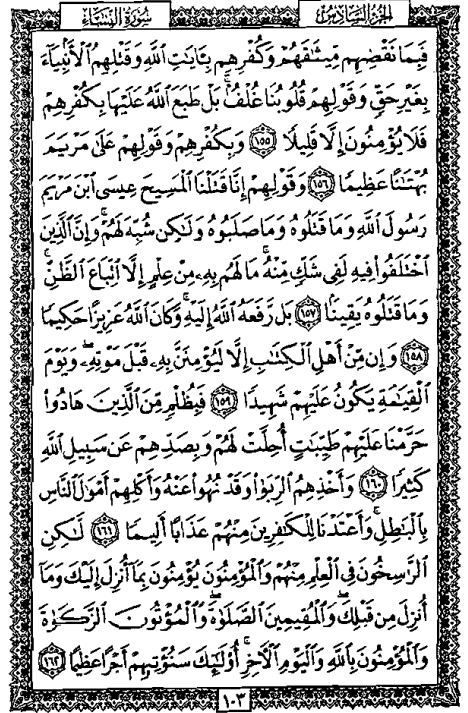 الجزء السادس
سورة النساء
فَبِمَا نَقْضِهِم مِّيثَٰقَهُمْ وَكُفْرِهِم بِـَٔايَٰتِ ٱللَّهِ وَقَتْلِهِمُ ٱلْأَنۢبِيَآءَ
بِغَيْرِ حَقٍّ وَقَوْلِهِمْ قُلُوبُنَا غُلْفٌۢ ۚ بَلْ طَبَعَ ٱللَّهُ عَلَيْهَا بِكُفْرِهِمْ
فَلَا يُؤْمِنُونَ إِلَّا قَلِيلًا ١٥٥ وَبِكُفْرِهِمْ وَقَوْلِهِمْ عَلَىٰ مَرْيَمَ
بُهْتَٰنًا عَظِيمًا ١٥٦ وَقَوْلِهِمْ إِنَّا قَتَلْنَا ٱلْمَسِيحَ عِيسَى ٱبْنَ مَرْيَمَ
رَسُولَ ٱللَّهِ وَمَا قَتَلُوهُ وَمَا صَلَبُوهُ وَلَٰكِن شُبِّهَ لَهُمْ ۚ وَإِنَّ ٱلَّذِينَ
ٱخْتَلَفُوا۟ فِيهِ لَفِى شَكٍّ مِّنْهُ ۚ مَا لَهُم بِهِۦ مِنْ عِلْمٍ إِلَّا ٱتِّبَاعَ ٱلظَّنِّ ۚ
وَمَا قَتَلُوهُ يَقِينًۢا ١٥٧ بَل رَّفَعَهُ ٱللَّهُ إِلَيْهِ ۚ وَكَانَ ٱللَّهُ عَزِيزًا حَكِيمًا
١٥٨ وَإِن مِّنْ أَهْلِ ٱلْكِتَٰبِ إِلَّا لَيُؤْمِنَنَّ بِهِۦ قَبْلَ مَوْتِهِۦ ۖ وَيَوْمَ
ٱلْقِيَٰمَةِ يَكُونُ عَلَيْهِمْ شَهِيدًا ١٥٩ فَبِظُلْمٍ مِّنَ ٱلَّذِينَ هَادُوا۟
حَرَّمْنَا عَلَيْهِمْ طَيِّبَٰتٍ أُحِلَّتْ لَهُمْ وَبِصَدِّهِمْ عَن سَبِيلِ ٱللَّهِ
كَثِيرًا ١٦٠ وَأَخْذِهِمُ ٱلرِّبَوٰا۟ وَقَدْ نُهُوا۟ عَنْهُ وَأَكْلِهِمْ أَمْوَٰلَ ٱلنَّاسِ
بِٱلْبَٰطِلِ ۚ وَأَعْتَدْنَا لِلْكَٰفِرِينَ مِنْهُمْ عَذَابًا أَلِيمًا ١٦١ لَّٰكِنِ
ٱلرَّٰسِخُونَ فِى ٱلْعِلْمِ مِنْهُمْ وَٱلْمُؤْمِنُونَ يُؤْمِنُونَ بِمَآ أُنزِلَ إِلَيْكَ وَمَآ
أُنزِلَ مِن قَبْلِكَ ۚ وَٱلْمُقِيمِينَ ٱلصَّلَوٰةَ ۚ وَٱلْمُؤْتُونَ ٱلزَّكَوٰةَ
وَٱلْمُؤْمِنُونَ بِٱللَّهِ وَٱلْيَوْمِ ٱلْءَاخِرِ أُو۟لَٰٓئِكَ سَنُؤْتِيهِمْ أَجْرًا عَظِيمًا ١٦٢
١٠٣